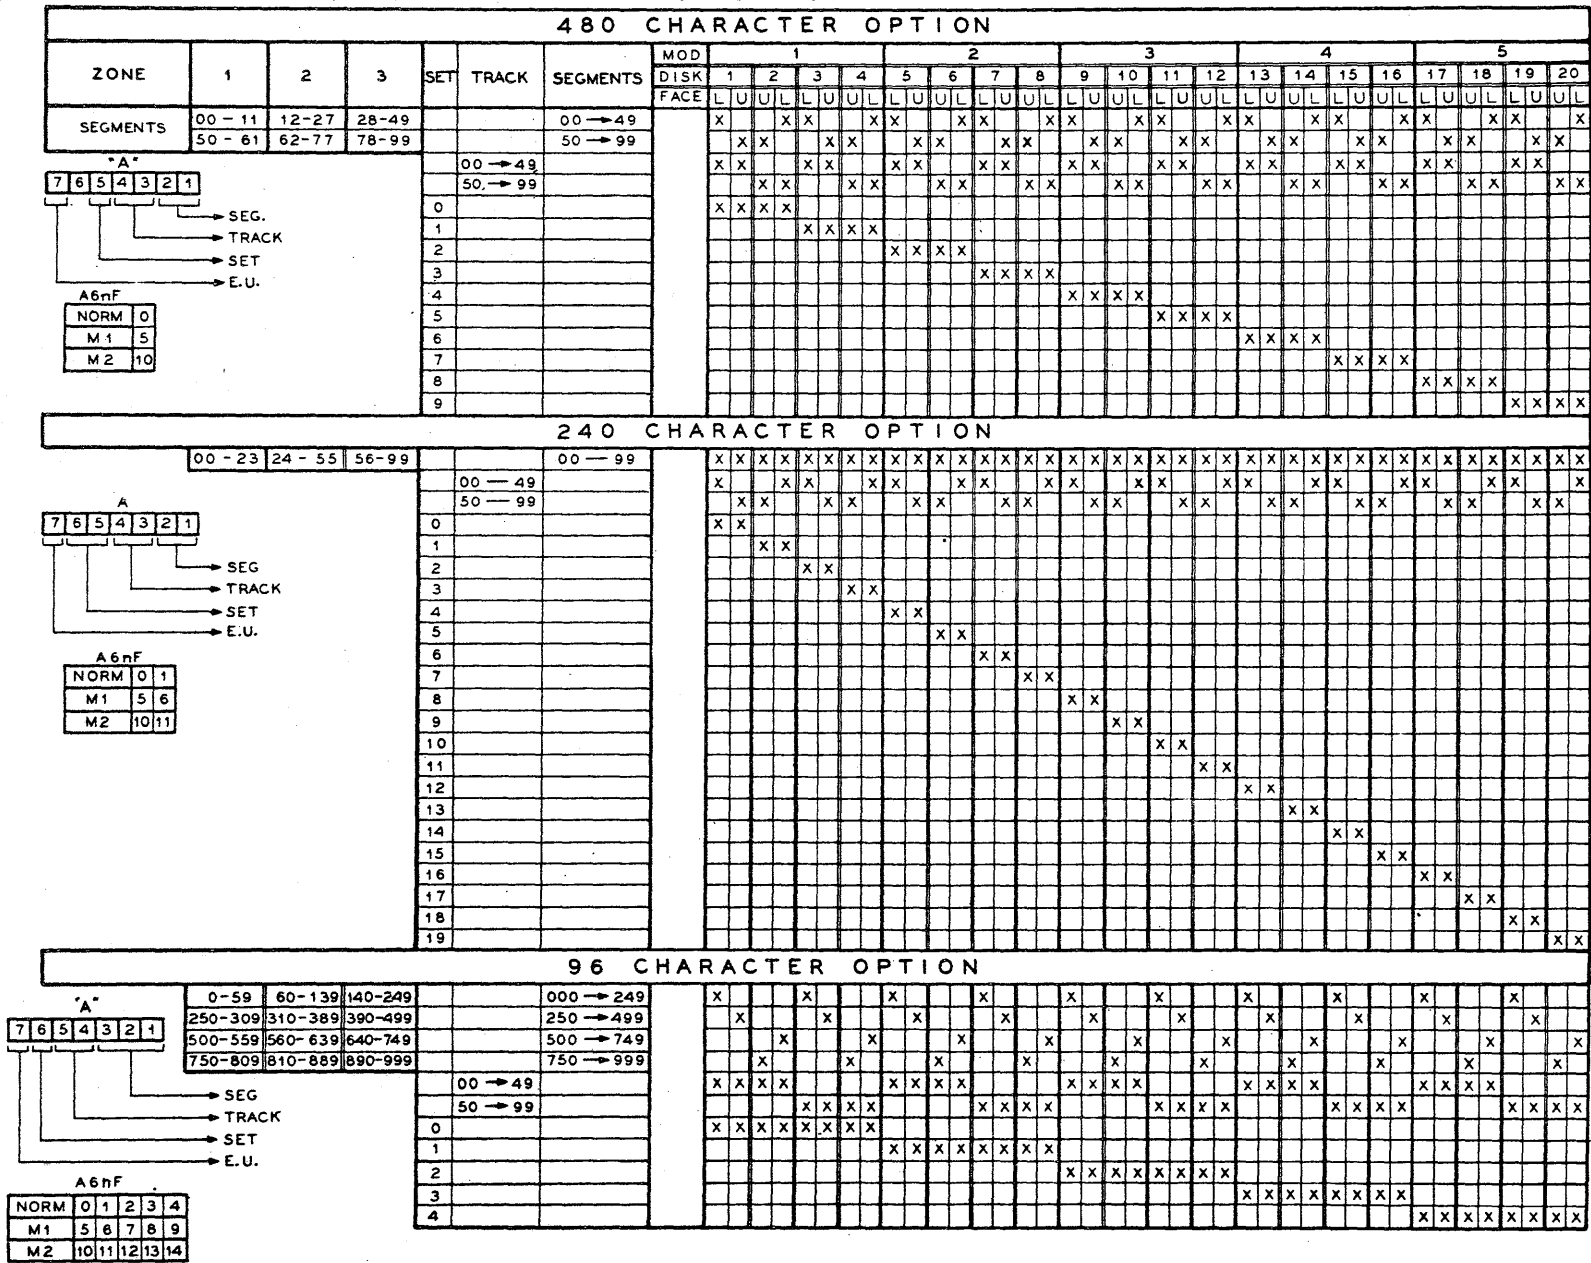 480 CHARACTER OPTION
ZONE 1 2 3 SET TRACK SEGMENTS MOD 1 2 3 4 5
DISK 1 2 3 4 5 6 7 8 9 10 11 12 13 14 15 16 17 18 19 20
FACE L U U L L U U L L U U L L U U L L U U L L U U L L U U L L U U L L U U L L U U L
SEGMENTS 00 - 11 12-27 28-49 00 → 49 X X X X X X X X X X X X X X X X X X X X
50 - 61 62-77 78-99 50 → 99 X X X X X X X X X X X X X X X X X X X X
"A" 00 → 49 X X X X X X X X X X X X X X X X X X X X
7 6 5 4 3 2 1 50 → 99 X X X X X X X X X X X X X X X X X X X X
SEG.
TRACK
SET
E.U.
0 X X X X
1 X X X X
2 X X X X
3 X X X X
4 X X X X
5 X X X X
6 X X X X
7 X X X X
8 X X X X
9 X X X X
A6nF
NORM 0
M1 5
M2 10
240 CHARACTER OPTION
00 - 23 24 - 55 56-99 00 — 99 X X X X X X X X X X X X X X X X X X X X X X X X X X X X X X X X X X X X X X X X
00 — 49 X X X X X X X X X X X X X X X X X X X X
50 — 99 X X X X X X X X X X X X X X X X X X X X
A
7 6 5 4 3 2 1
SEG
TRACK
SET
E.U.
0 X X
1 X X
2 X X
3 X X
4 X X
5 X X
6 X X
7 X X
8 X X
9 X X
10 X X
11 X X
12 X X
13 X X
14 X X
15 X X
16 X X
17 X X
18 X X
19 X X
A6nF
NORM 0 1
M1 5 6
M2 10 11
96 CHARACTER OPTION
0-59 60-139 140-249 000 → 249 X X X X X X X X X X
250-309 310-389 390-499 250 → 499 X X X X X X X X X X
500-559 560-639 640-749 500 → 749 X X X X X X X X X X
750-809 810-889 890-999 750 → 999 X X X X X X X X X X
"A"
7 6 5 4 3 2 1
00 → 49 X X X X X X X X X X X X X X X X X X X X
50 → 99 X X X X X X X X X X X X X X X X X X X X
SEG
TRACK
SET
E.U.
0 X X X X X X X X
1 X X X X X X X X
2 X X X X X X X X
3 X X X X X X X X
4 X X X X X X X X
A6nF
NORM 0 1 2 3 4
M1 5 6 7 8 9
M2 10 11 12 13 14